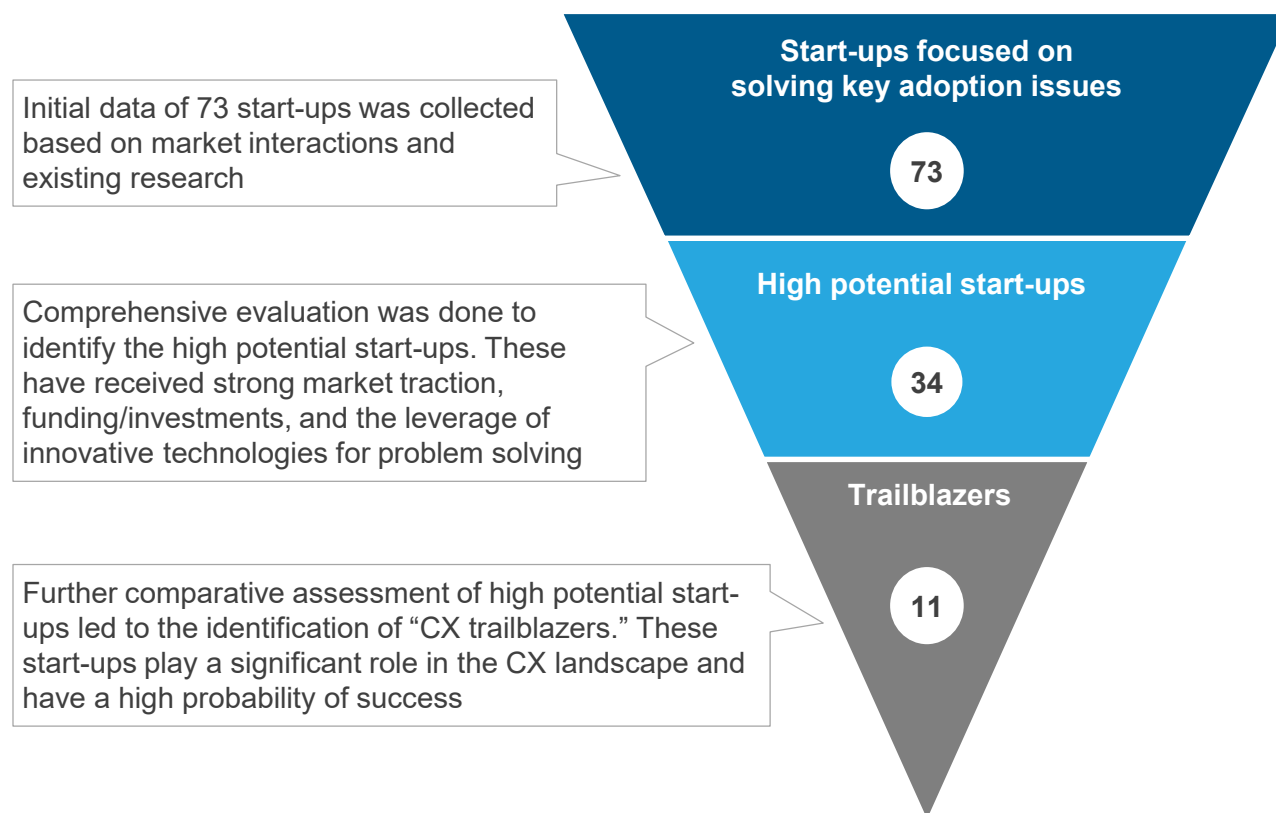 Start-ups focused on
solving key adoption issues
73
Initial data of 73 start-ups was collected
based on market interactions and
existing research
High potential start-ups
34
Comprehensive evaluation was done to
identify the high potential start-ups. These
have received strong market traction,
funding/investments, and the leverage of
innovative technologies for problem solving
Trailblazers
11
Further comparative assessment of high potential start-
ups led to the identification of “CX trailblazers.” These
start-ups play a significant role in the CX landscape and
have a high probability of success